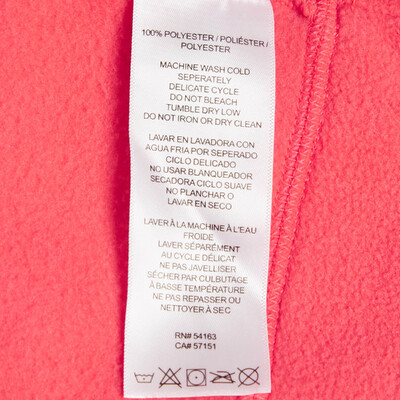 100% POLYESTER / POLIÉSTER /
POLYESTER
MACHINE WASH COLD
SEPERATELY
DELICATE CYCLE
DO NOT BLEACH
TUMBLE DRY LOW
DO NOT IRON OR DRY CLEAN
LAVAR EN LAVADORA CON
AGUA FRIA POR SEPERADO
CICLO DELICADO
NO USAR BLANQUEADOR
SECADORA CICLO SUAVE
NO PLANCHAR O
LAVAR EN SECO
LAVER À LA MACHINE À L'EAU
FROIDE
LAVER SÉPARÉMENT
AU CYCLE DÉLICAT
NE PAS JAVELLISER
SÉCHER PAR CULBUTAGE
À BASSE TEMPÉRATURE
NE PAS REPASSER OU
NETTOYER À SEC
RN# 54163
CA# 57151